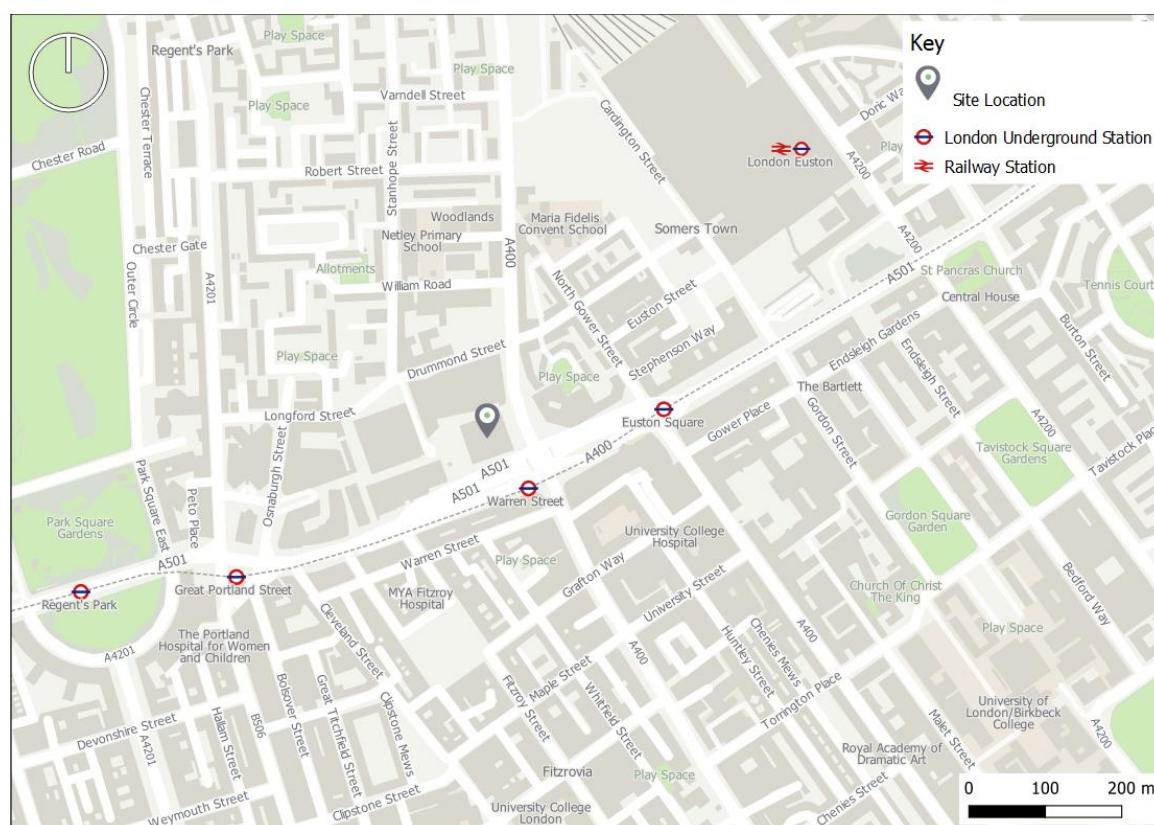 Regent's Park
Play Space
Play Space
Play Space
Varndell Street
Chester Terrace
Chester Road
Robert Street
Stanhope Street
Cardington Street
Doric Wa
A4200
London Euston
Key
Site Location
London Underground Station
Railway Station
Play
Woodlands
Netley Primary
School
Maria Fidelis
Convent School
A400
Somers Town
A4200
A501
Chester Gate
Outer Circle
A4201
Allotments
William Road
North Gower Street
Euston Street
Stephenson Way
St Pancras Church
Central House
Tennis Court
Burton Street
Endsleigh Gardens
Endsleigh Street
Play Space
Drummond Street
Play Space
The Bartlett
Longford Street
Euston Square
Gower Place
Gordon Street
A4200
Tavistock Square
Gardens
Tavistock Plac
Park Square East
Peto Place
Osnaburgh Street
A501
A501
A400
Warren Street
Park Square
Gardens
University College
Hospital
Gordon Square
Garden
A501
Regent's Park
Great Portland Street
Warren Street
Play Space
Grafton Way
MYA Fitzroy
Hospital
University Street
Church Of Christ
The King
Bedford Way
Play Space
A4201
The Portland
Hospital for Women
and Children
Cleveland Street
Maple Street
A400
Huntley Street
Chenies Mews
A400
Torrington Place
Devonshire Street
A4201
Hallam Street
B506
Bolsover Street
Great Titchfield Street
Clipstone Mews
Fitzroy Street
Whitfield Street
University of
London/Birkbeck
College
A4200
Malet Street
Royal Academy of
Dramatic Art
Weymouth Street
Clipstone Street
Fitzrovia
Play Space
University College
London
Chenies Street
0 100 200 m